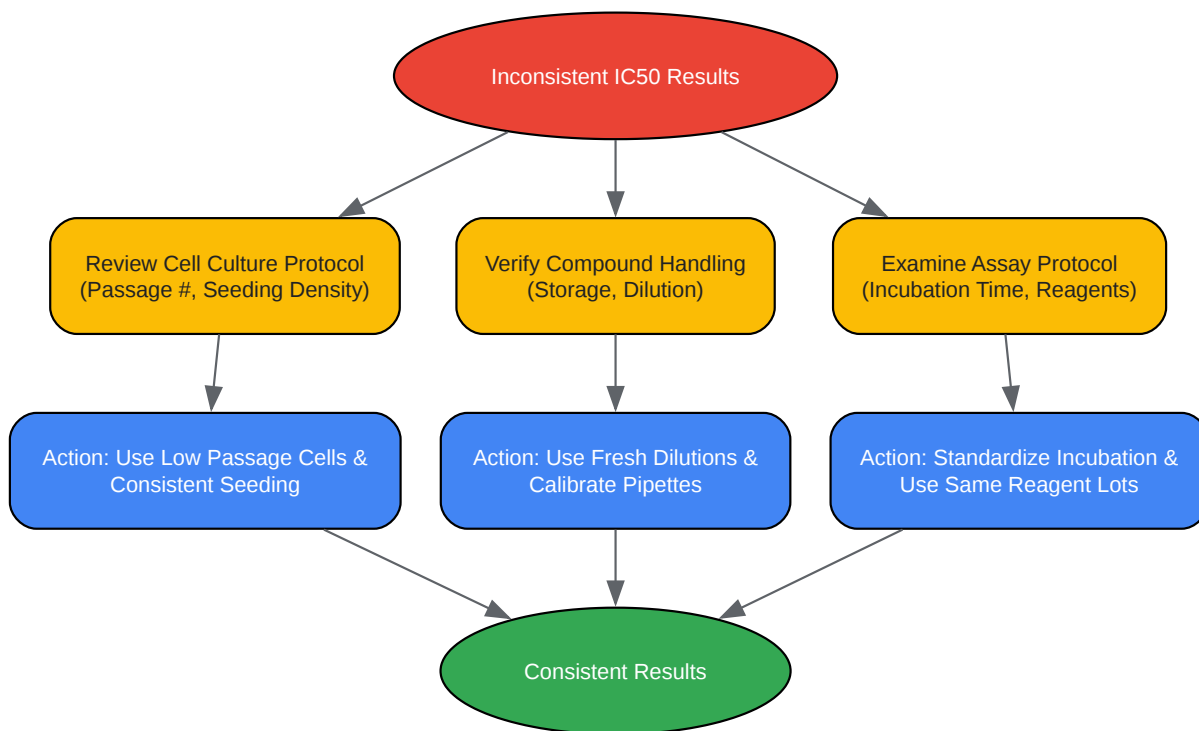 Inconsistent IC50 Results
Review Cell Culture Protocol
(Passage #, Seeding Density)
Verify Compound Handling
(Storage, Dilution)
Examine Assay Protocol
(Incubation Time, Reagents)
Action: Use Low Passage Cells &
Consistent Seeding
Action: Use Fresh Dilutions &
Calibrate Pipettes
Action: Standardize Incubation &
Use Same Reagent Lots
Consistent Results